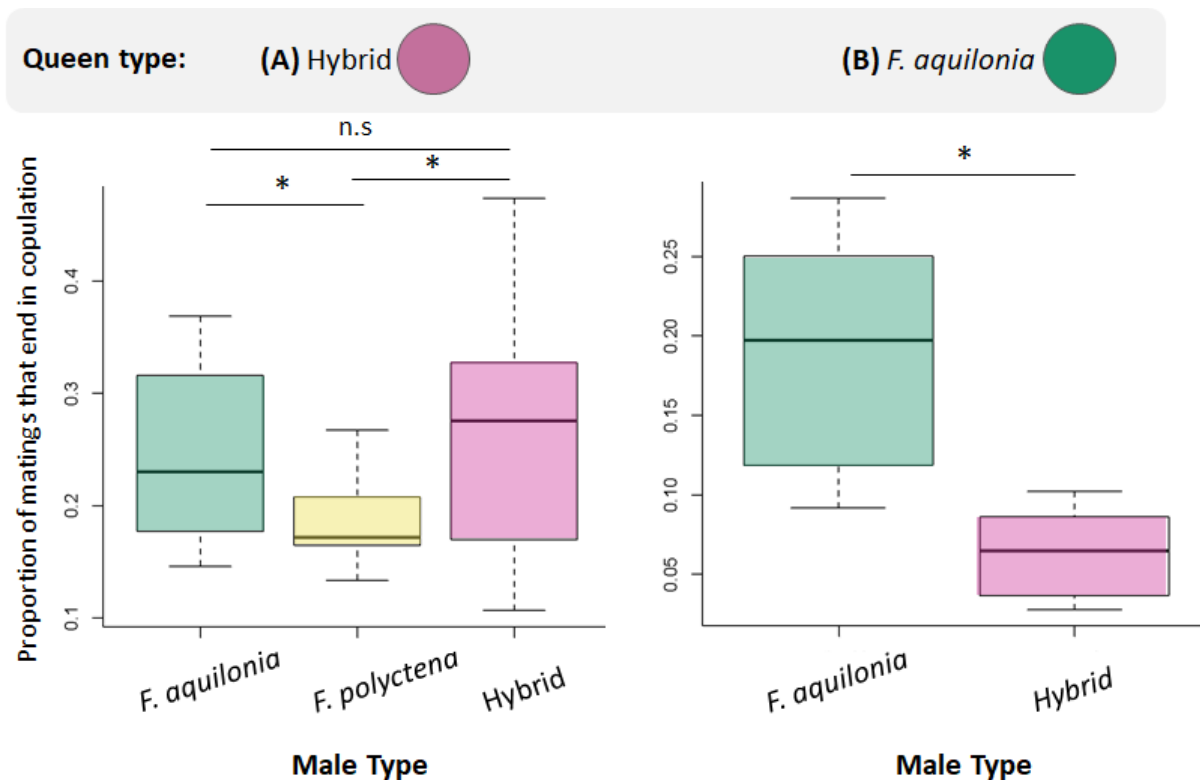 Queen type: (A) Hybrid (B) F. aquilonia
n.s
*
*
*
Proportion of matings that end in copulation
0.4
0.3
0.2
0.1
F. aquilonia
F. polyctena
Hybrid
Male Type
0.25
0.20
0.15
0.10
0.05
F. aquilonia
Hybrid
Male Type